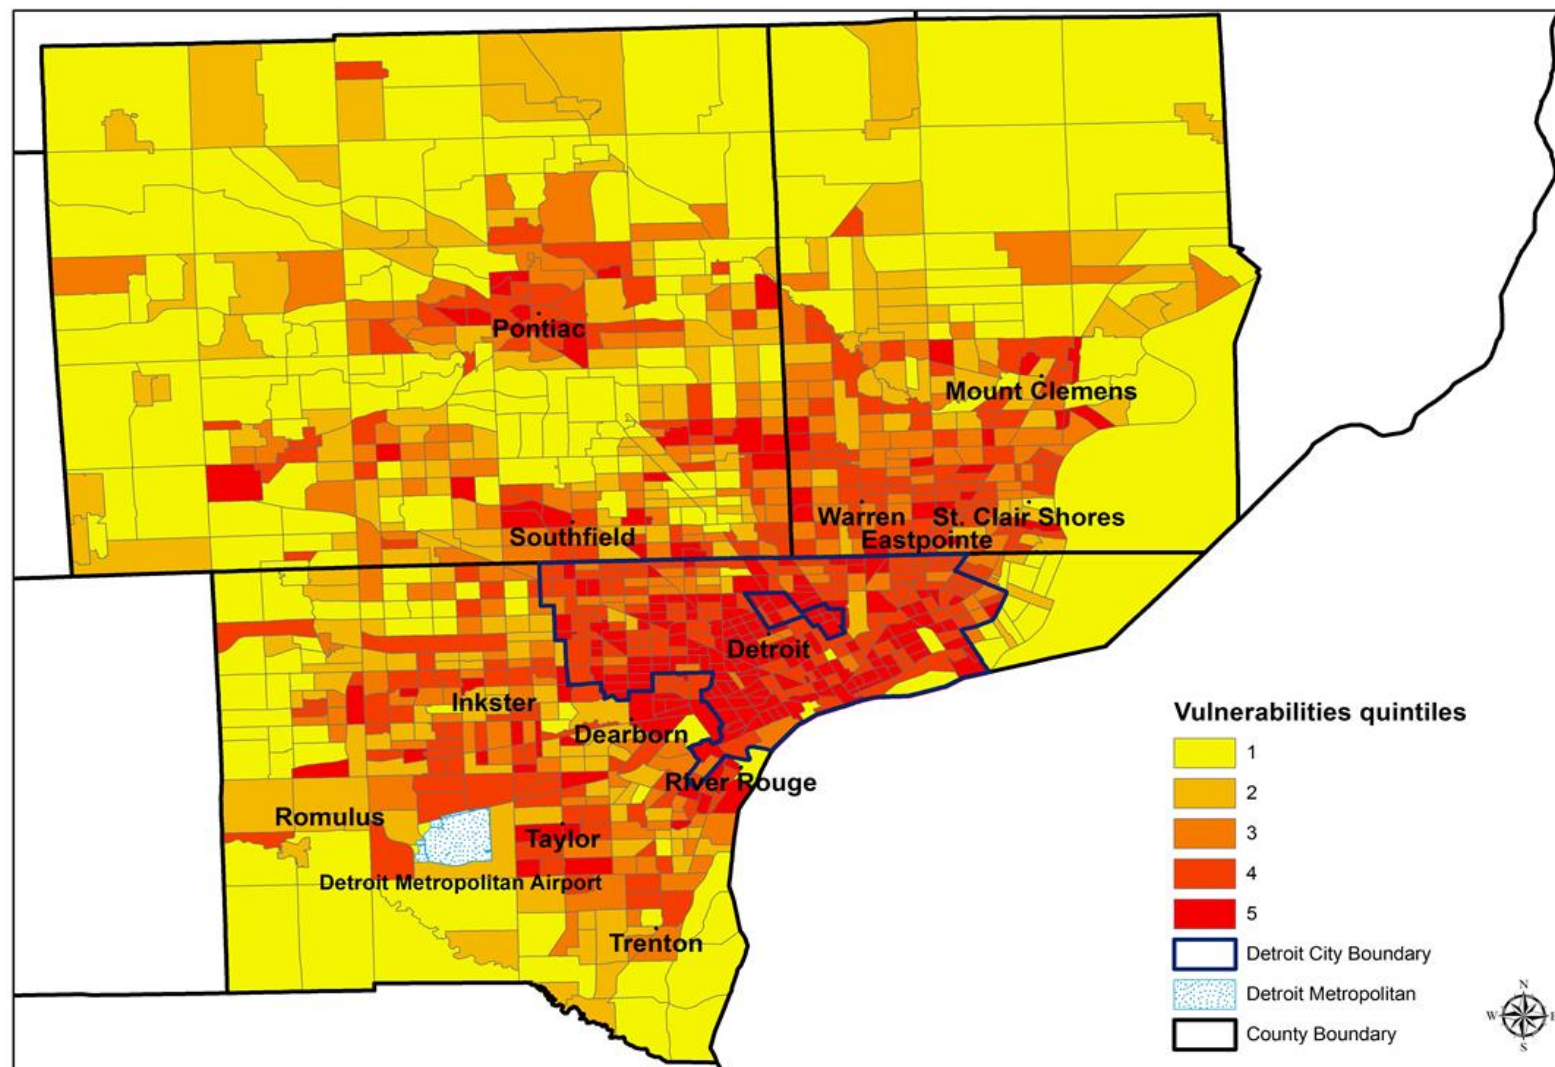 Pontiac
Mount Clemens
Southfield
Warren
St. Clair Shores
Eastpointe
Detroit
Inkster
Dearborn
River Rouge
Romulus
Taylor
Detroit Metropolitan Airport
Trenton
Vulnerabilities quintiles
1
2
3
4
5
Detroit City Boundary
Detroit Metropolitan
County Boundary
N
W
E
S